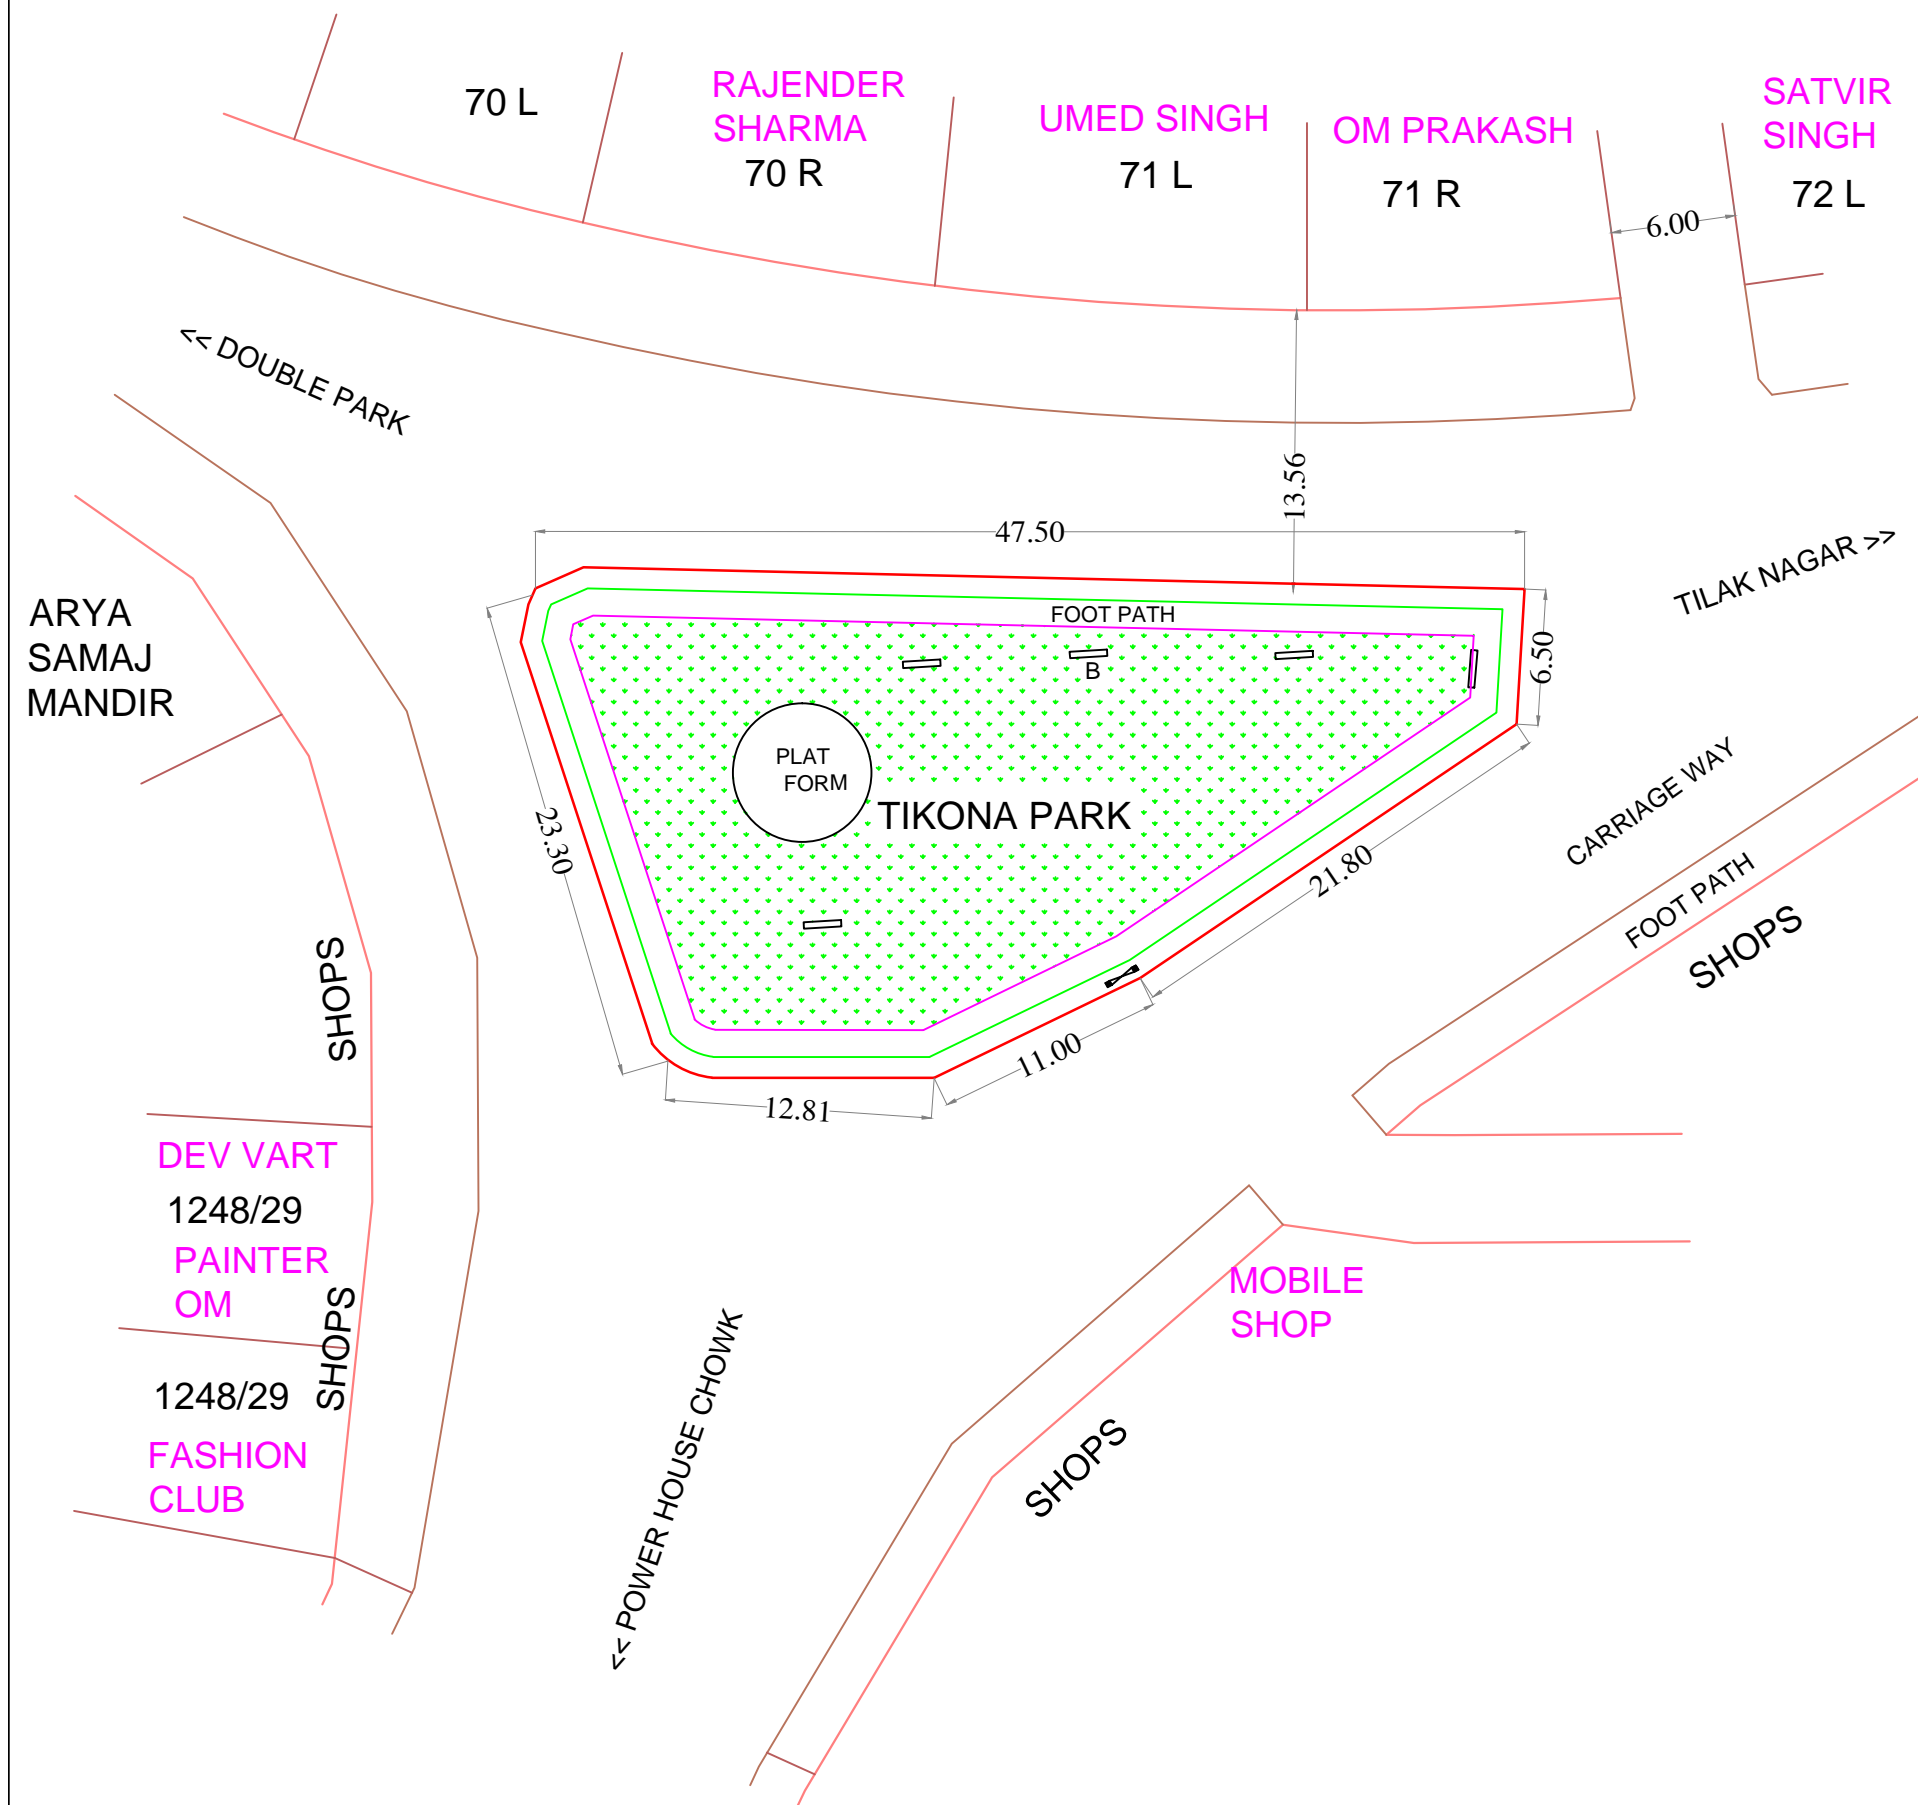 70 L
RAJENDER
SHARMA
70 R
UMED SINGH
71 L
OM PRAKASH
71 R
SATVIR
SINGH
72 L
6.00
<< DOUBLE PARK
13.56
47.50
TILAK NAGAR >>
ARYA
SAMAJ
MANDIR
FOOT PATH
B
6.50
PLAT
FORM
TIKONA PARK
23.30
21.80
CARRIAGE WAY
FOOT PATH
SHOPS
SHOPS
11.00
12.81
DEV VART
1248/29
PAINTER
OM
SHOPS
1248/29
FASHION
CLUB
<< POWER HOUSE CHOWK
MOBILE
SHOP
SHOPS